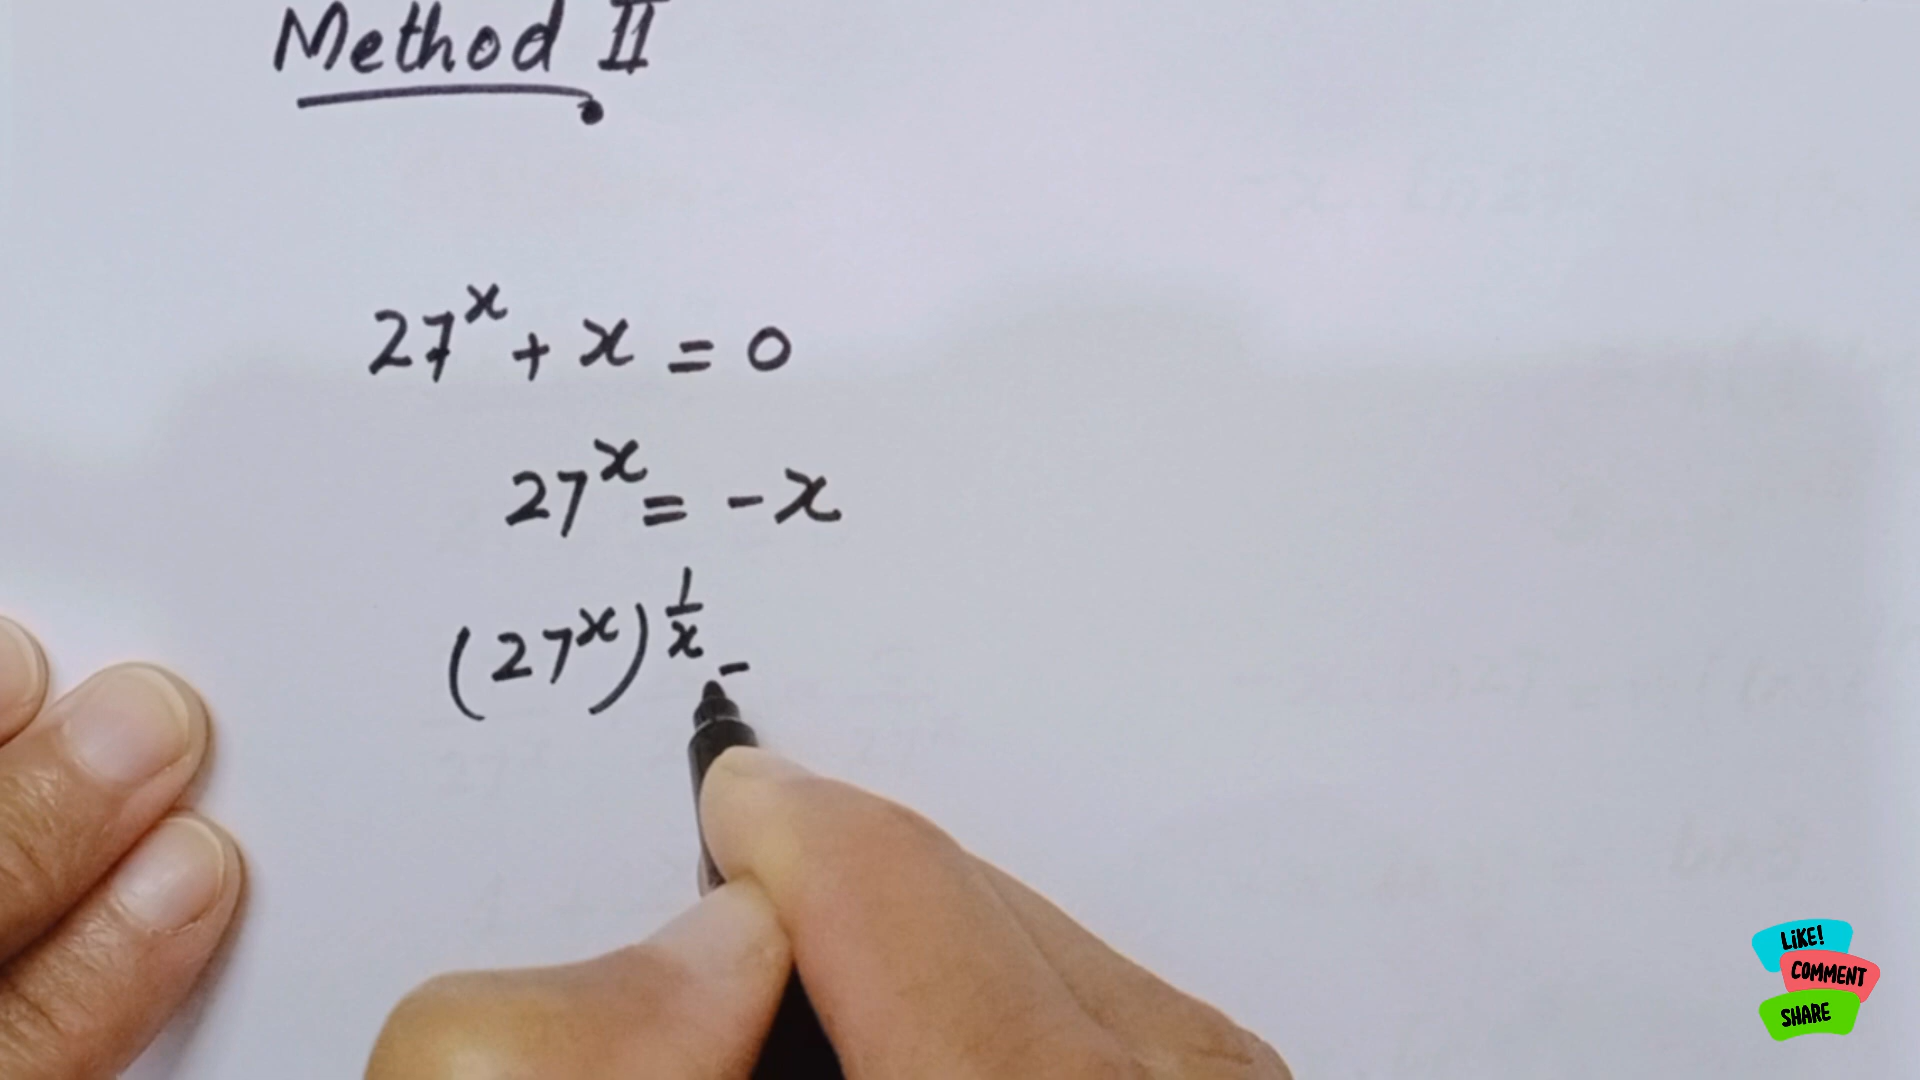 Method II
27^x + x = 0
27^x = -x
(27^x)^(1/x) -
LIKE!
COMMENT
SHARE